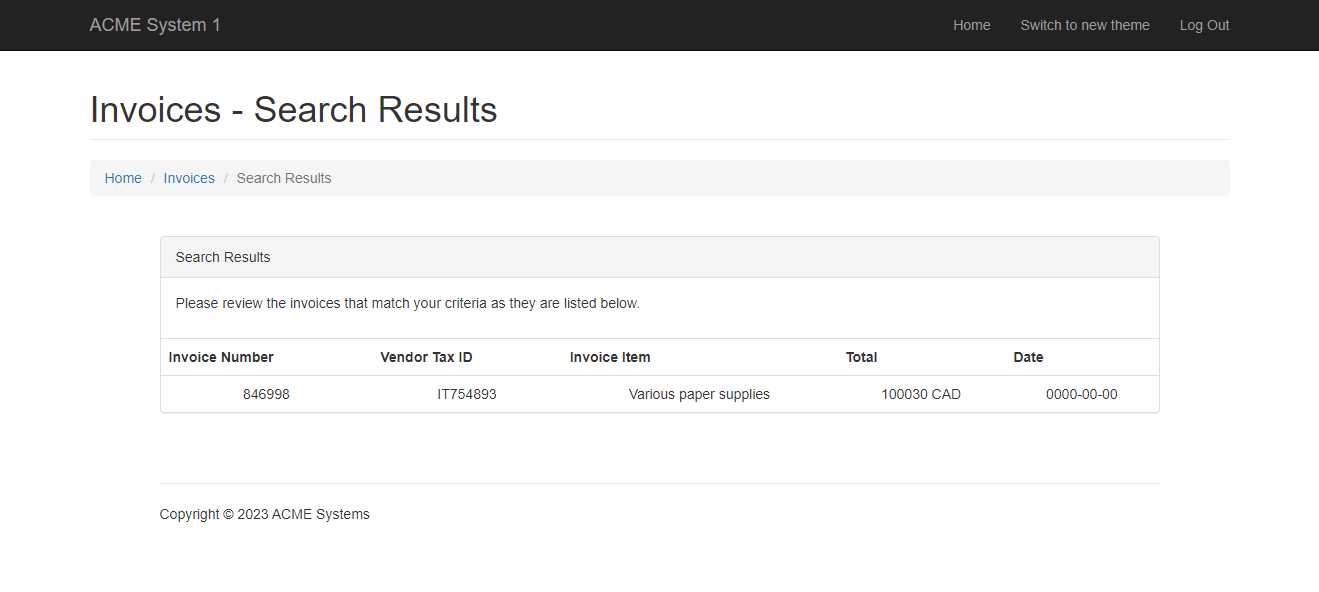 ACME System 1 Home Switch to new theme Log Out
Invoices - Search Results
Home / Invoices / Search Results
Search Results
Please review the invoices that match your criteria as they are listed below.
Invoice Number Vendor Tax ID Invoice Item Total Date
846998 IT754893 Various paper supplies 100030 CAD 0000-00-00
Copyright © 2023 ACME Systems